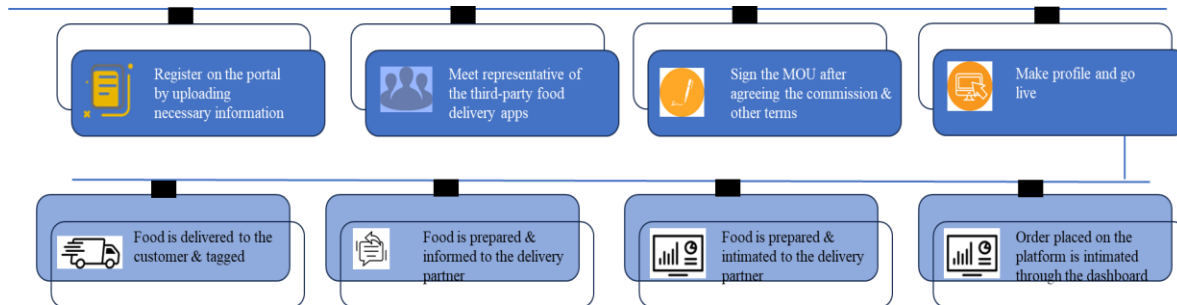 Register on the portal
by uploading
necessary information
Meet representative of
the third-party food
delivery apps
Sign the MOU after
agreeing the commission &
other terms
Make profile and go
live
Food is delivered to the
customer & tagged
Food is prepared &
informed to the delivery
partner
Food is prepared &
intimated to the delivery
partner
Order placed on the
platform is intimated
through the dashboard